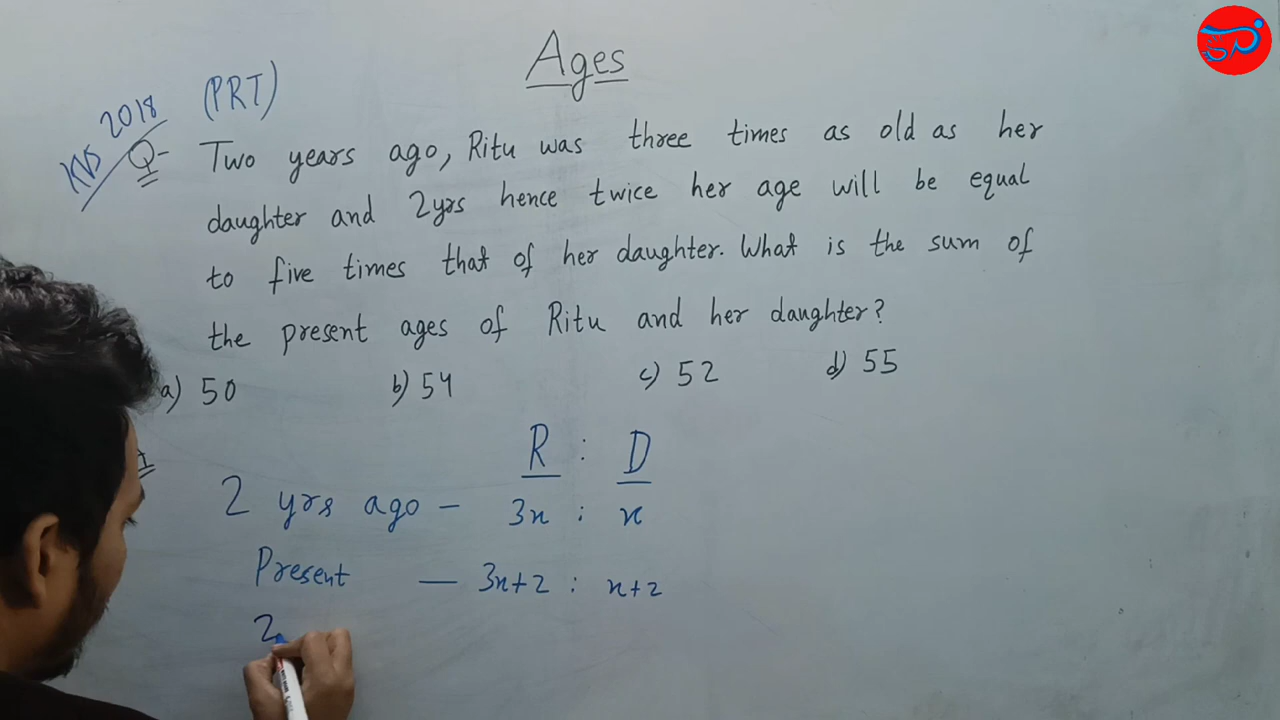 Ages
KVS 2018 (PRT)
Q- Two years ago, Ritu was three times as old as her
daughter and 2yrs hence twice her age will be equal
to five times that of her daughter. What is the sum of
the present ages of Ritu and her daughter?
a) 50 b) 54 c) 52 d) 55
R : D
2 yrs ago – 3x : x
Present — 3x+2 : x+2
2